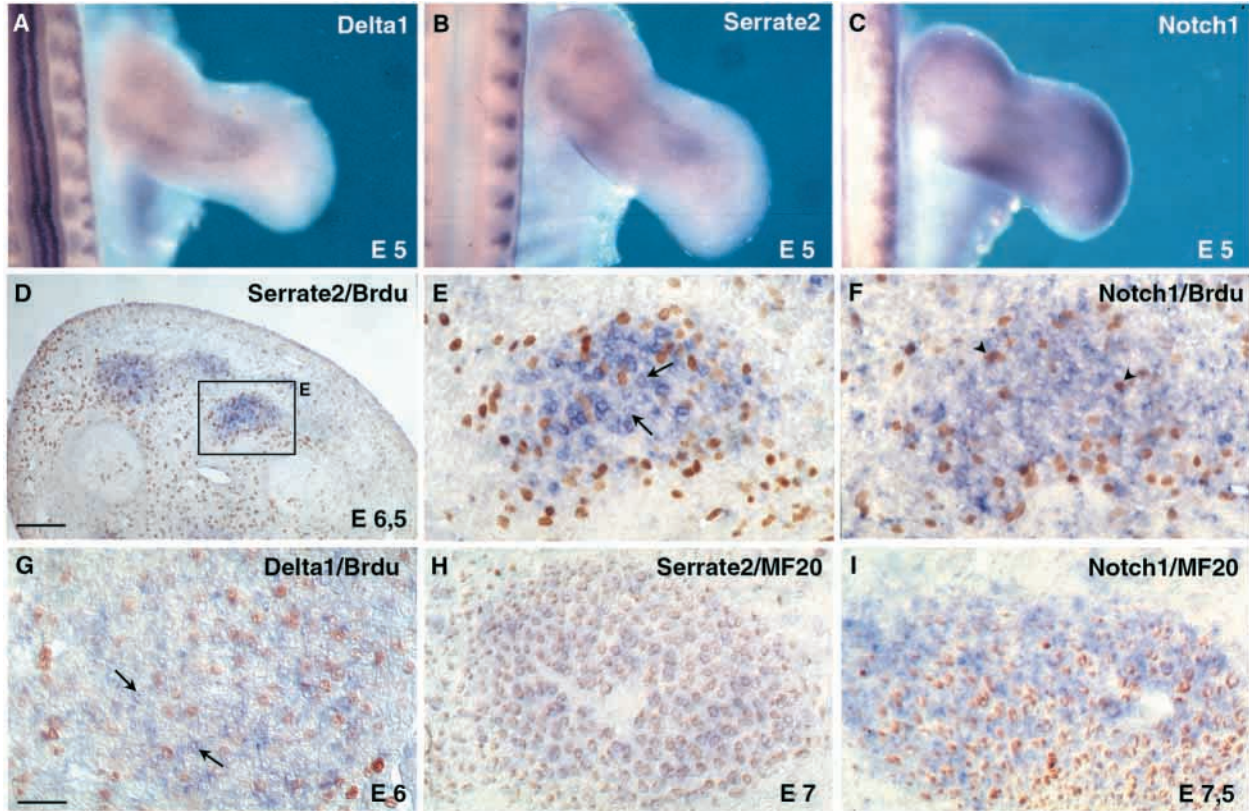 A Delta1
E 5
B Serrate2
E 5
C Notch1
E 5
D Serrate2/Brdu
E
E 6,5
E
F Notch1/Brdu
G Delta1/Brdu
E 6
H Serrate2/MF20
E 7
I Notch1/MF20
E 7,5